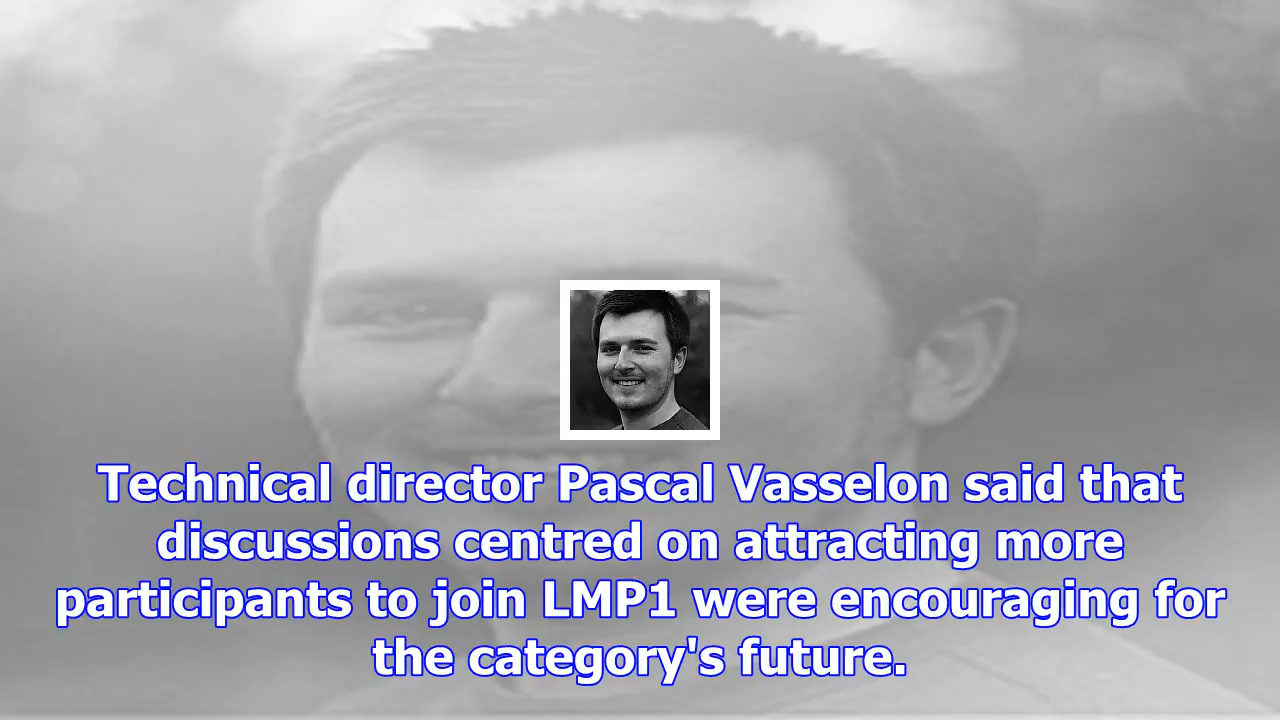 Technical director Pascal Vasselon said that
discussions centred on attracting more
participants to join LMP1 were encouraging for
the category's future.